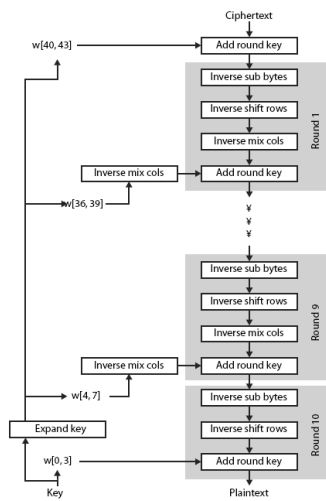 Ciphertext
w[40, 43]
Add round key
Inverse sub bytes
Inverse shift rows
Inverse mix cols
Inverse mix cols
Add round key
Round 1
w[36, 39]
¥
¥
¥
Inverse sub bytes
Inverse shift rows
Inverse mix cols
Inverse mix cols
Add round key
Round 9
w[4, 7]
Inverse sub bytes
Expand key
Inverse shift rows
w[0, 3]
Add round key
Round 10
Key
Plaintext